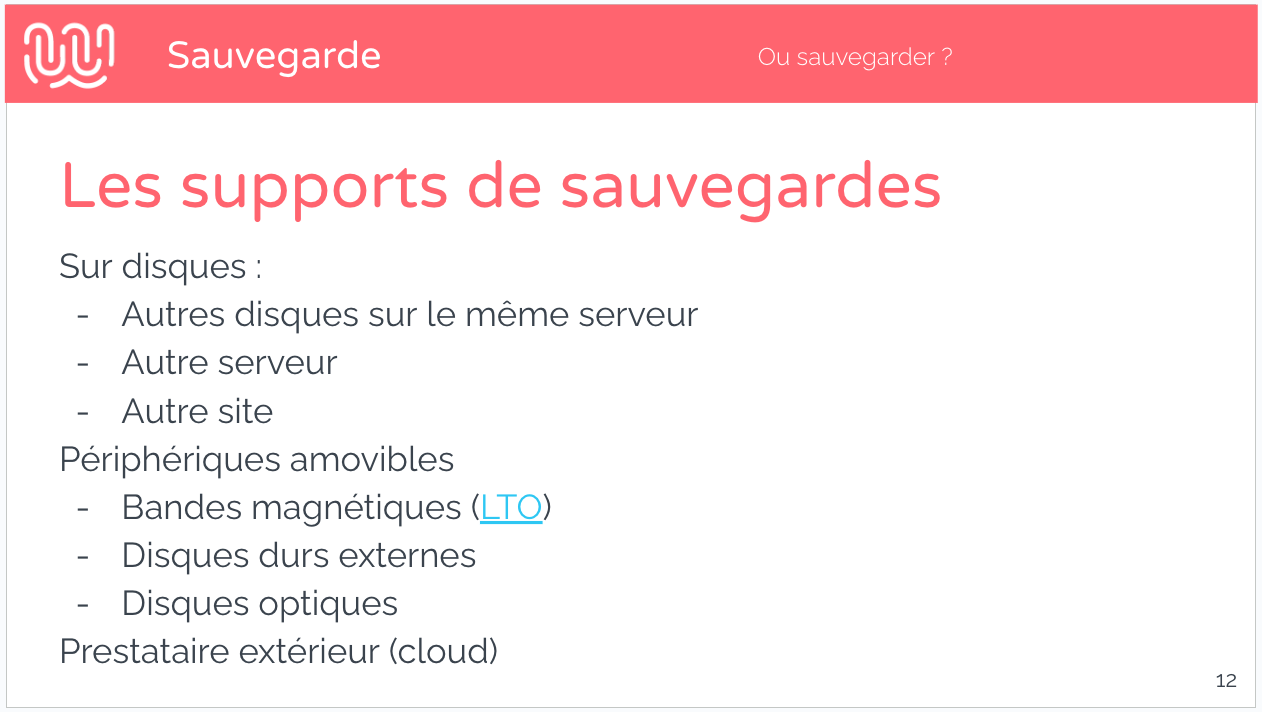 Sauvegarde
Ou sauvegarder ?
Les supports de sauvegardes
Sur disques :
- Autres disques sur le même serveur
- Autre serveur
- Autre site
Périphériques amovibles
- Bandes magnétiques (LTO)
- Disques durs externes
- Disques optiques
Prestataire extérieur (cloud)
12